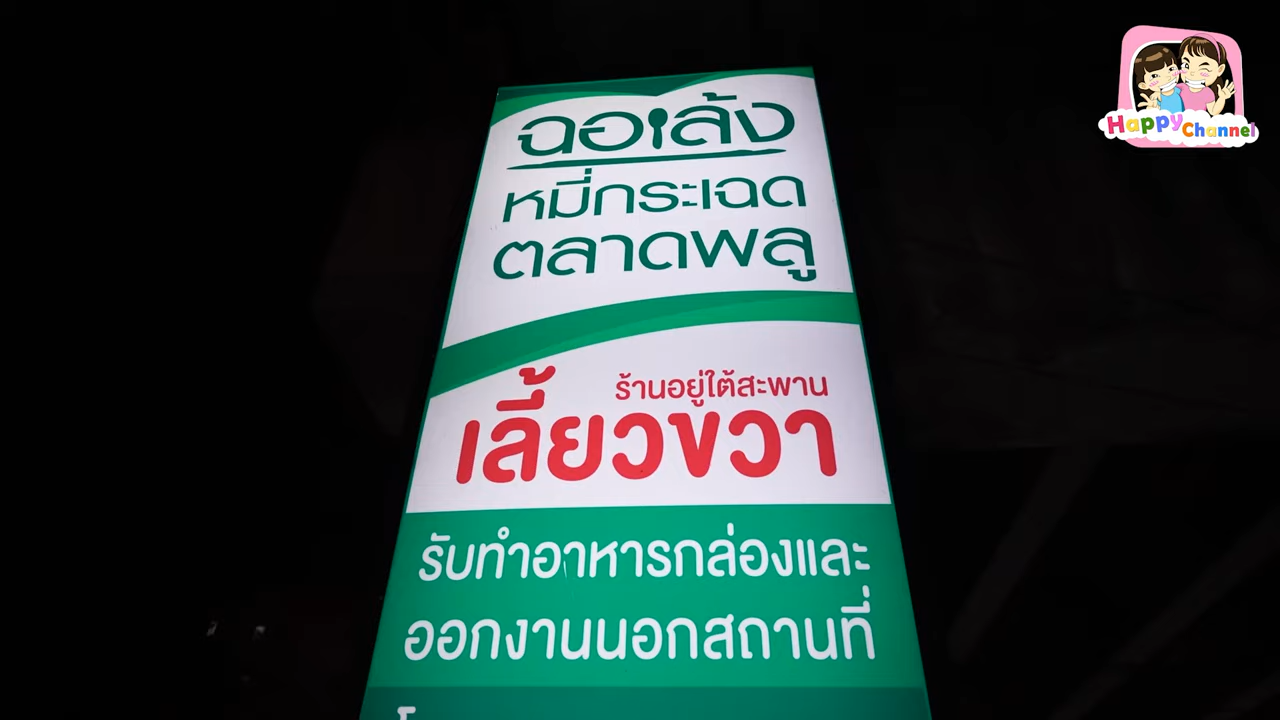 ฉอเล้ง
หมี่กระเฉด
ตลาดพลู
ร้านอยู่ใต้สะพาน
เลี้ยวขวา
รับทำอาหารกล่องและ
ออกงานนอกสถานที่
Happy Channel